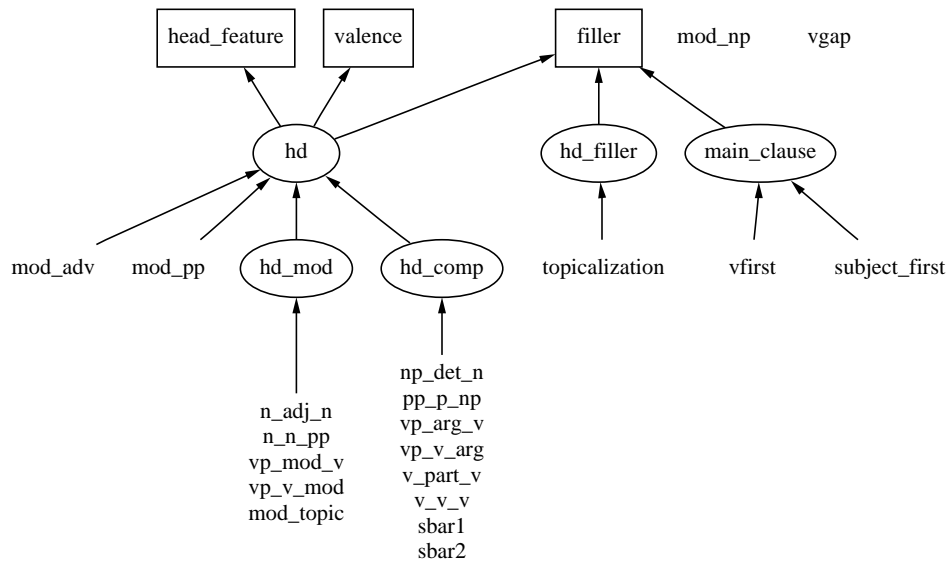 head_feature
valence
filler
mod_np
vgap
hd
hd_filler
main_clause
mod_adv
mod_pp
hd_mod
hd_comp
topicalization
vfirst
subject_first
n_adj_n
n_n_pp
vp_mod_v
vp_v_mod
mod_topic
np_det_n
pp_p_np
vp_arg_v
vp_v_arg
v_part_v
v_v_v
sbar1
sbar2